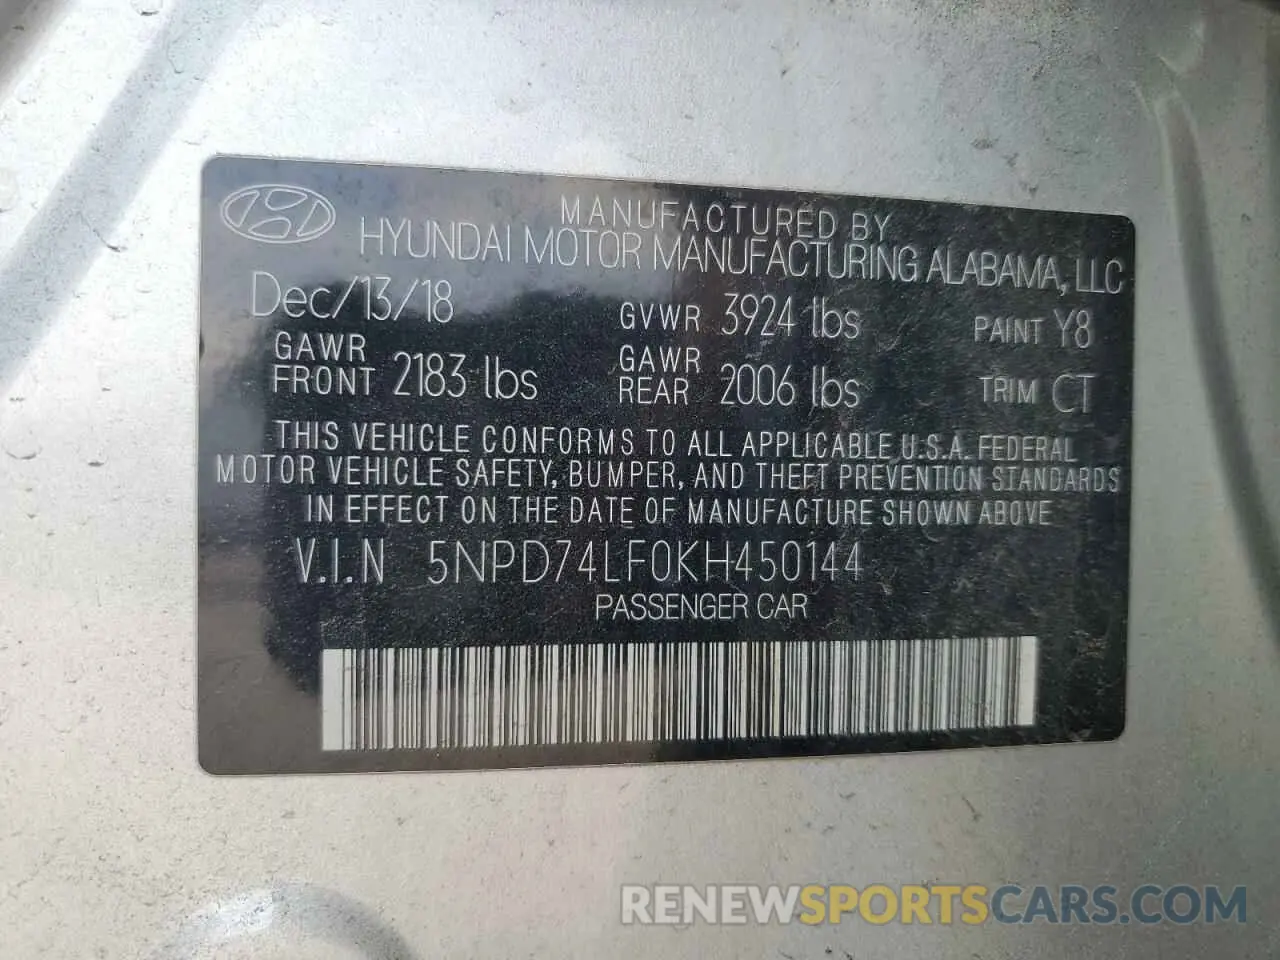 MANUFACTURED BY
HYUNDAI MOTOR MANUFACTURING ALABAMA, LLC
Dec/13/18 GVWR 3924 lbs PAINT Y8
GAWR FRONT 2183 lbs GAWR REAR 2006 lbs TRIM CT
THIS VEHICLE CONFORMS TO ALL APPLICABLE U.S.A. FEDERAL
MOTOR VEHICLE SAFETY, BUMPER, AND THEFT PREVENTION STANDARDS
IN EFFECT ON THE DATE OF MANUFACTURE SHOWN ABOVE
V.I.N 5NPD74LF0KH450144
PASSENGER CAR
RENEWSPORTSCARS.COM